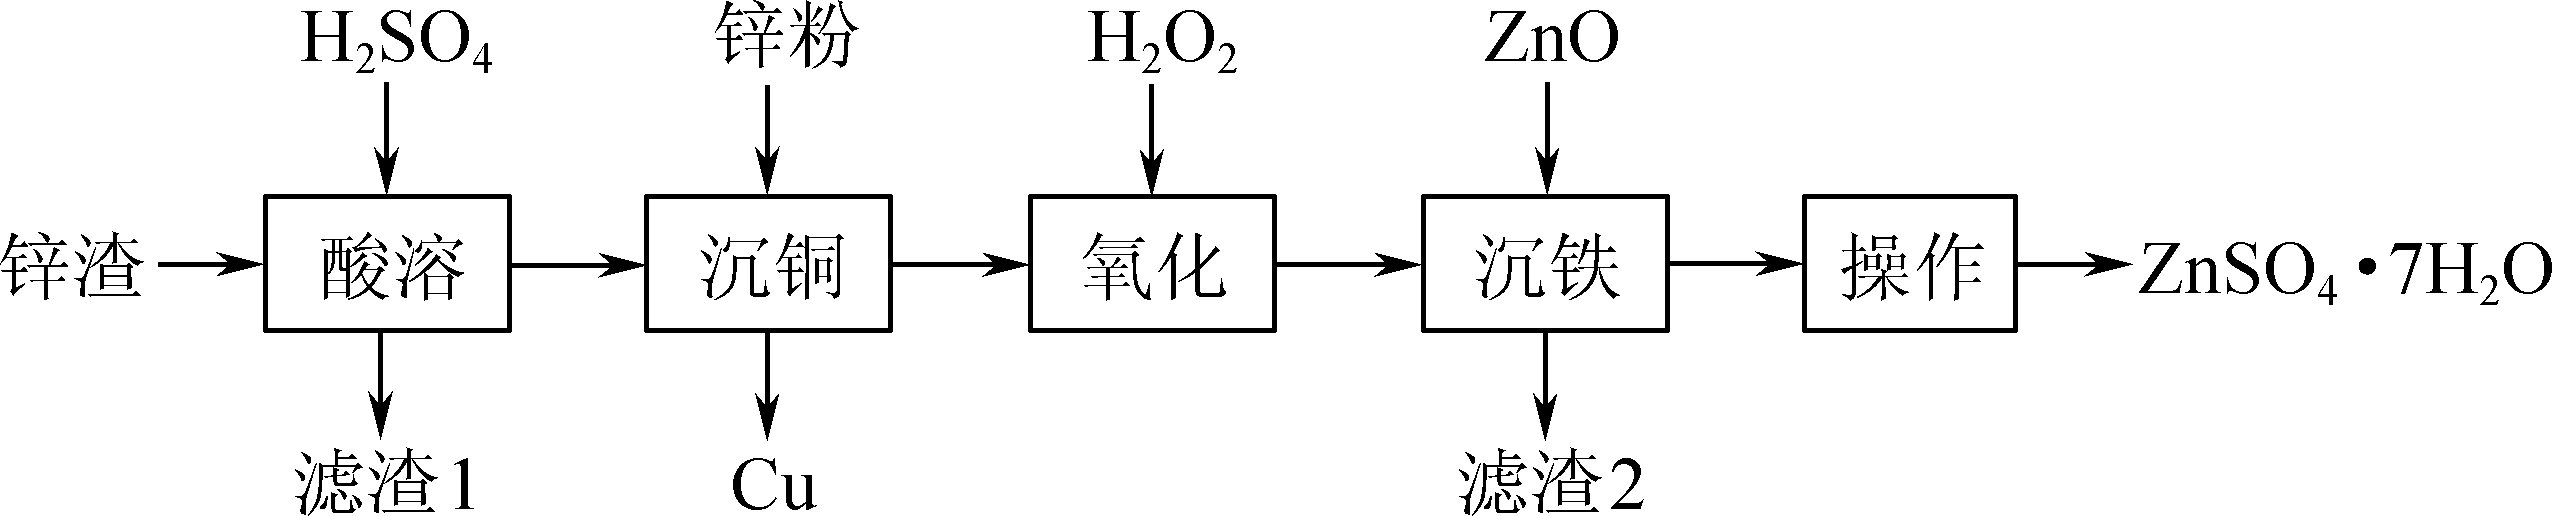 H₂SO₄ 锌粉 H₂O₂ ZnO
锌渣 酸溶 沉铜 氧化 沉铁 操作 ZnSO₄·7H₂O
滤渣1 Cu 滤渣2